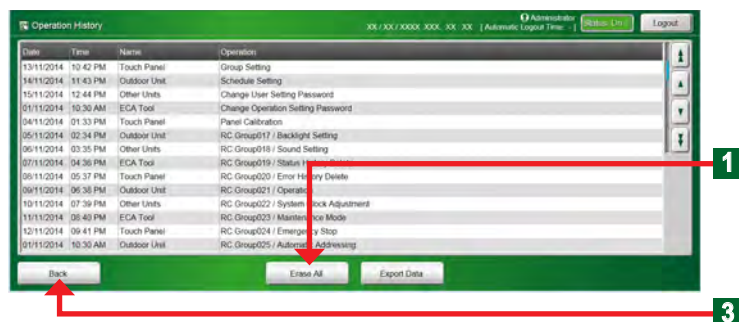 Operation History XX / XX / XXXX XXX. XX : XX [ Automatic Logout Time: - ] Administrator Status: On Logout
Date Time Name Operation
13/11/2014 10:42 PM Touch Panel Group Setting
14/11/2014 11:43 PM Outdoor Unit Schedule Setting
15/11/2014 12:44 PM Other Units Change User Setting Password
01/11/2014 10:30 AM ECA Tool Change Operation Setting Password
04/11/2014 01:33 PM Touch Panel Panel Calibration
05/11/2014 02:34 PM Outdoor Unit RC.Group017 / Backlight Setting
06/11/2014 03:35 PM Other Units RC.Group018 / Sound Setting
07/11/2014 04:36 PM ECA Tool RC.Group019 / Status History Delete
08/11/2014 05:37 PM Touch Panel RC.Group020 / Error History Delete
09/11/2014 06:38 PM Outdoor Unit RC.Group021 / Operation
10/11/2014 07:39 PM Other Units RC.Group022 / System Clock Adjustment
11/11/2014 08:40 PM ECA Tool RC.Group023 / Maintenance Mode
12/11/2014 09:41 PM Touch Panel RC.Group024 / Emergency Stop
01/11/2014 10:30 AM Outdoor Unit RC.Group025 / Automatic Addressing
1
Back Erase All Export Data
3